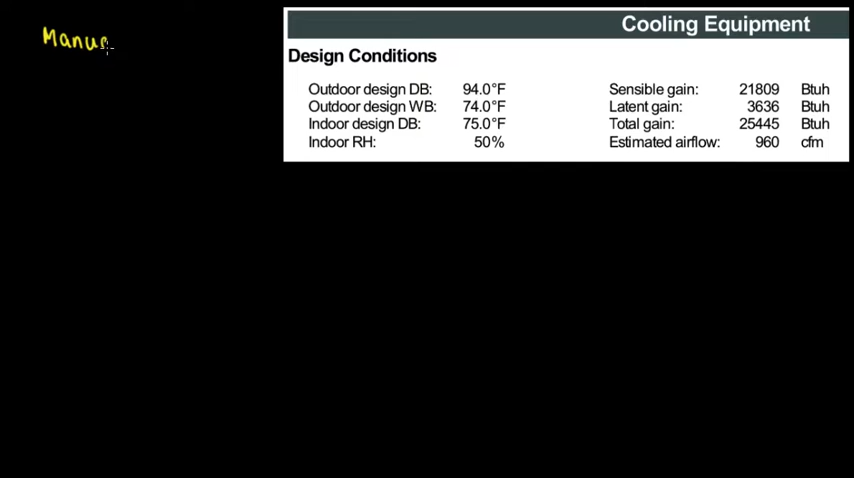 Manu
Cooling Equipment
Design Conditions
Outdoor design DB: 94.0°F Sensible gain: 21809 Btuh
Outdoor design WB: 74.0°F Latent gain: 3636 Btuh
Indoor design DB: 75.0°F Total gain: 25445 Btuh
Indoor RH: 50% Estimated airflow: 960 cfm